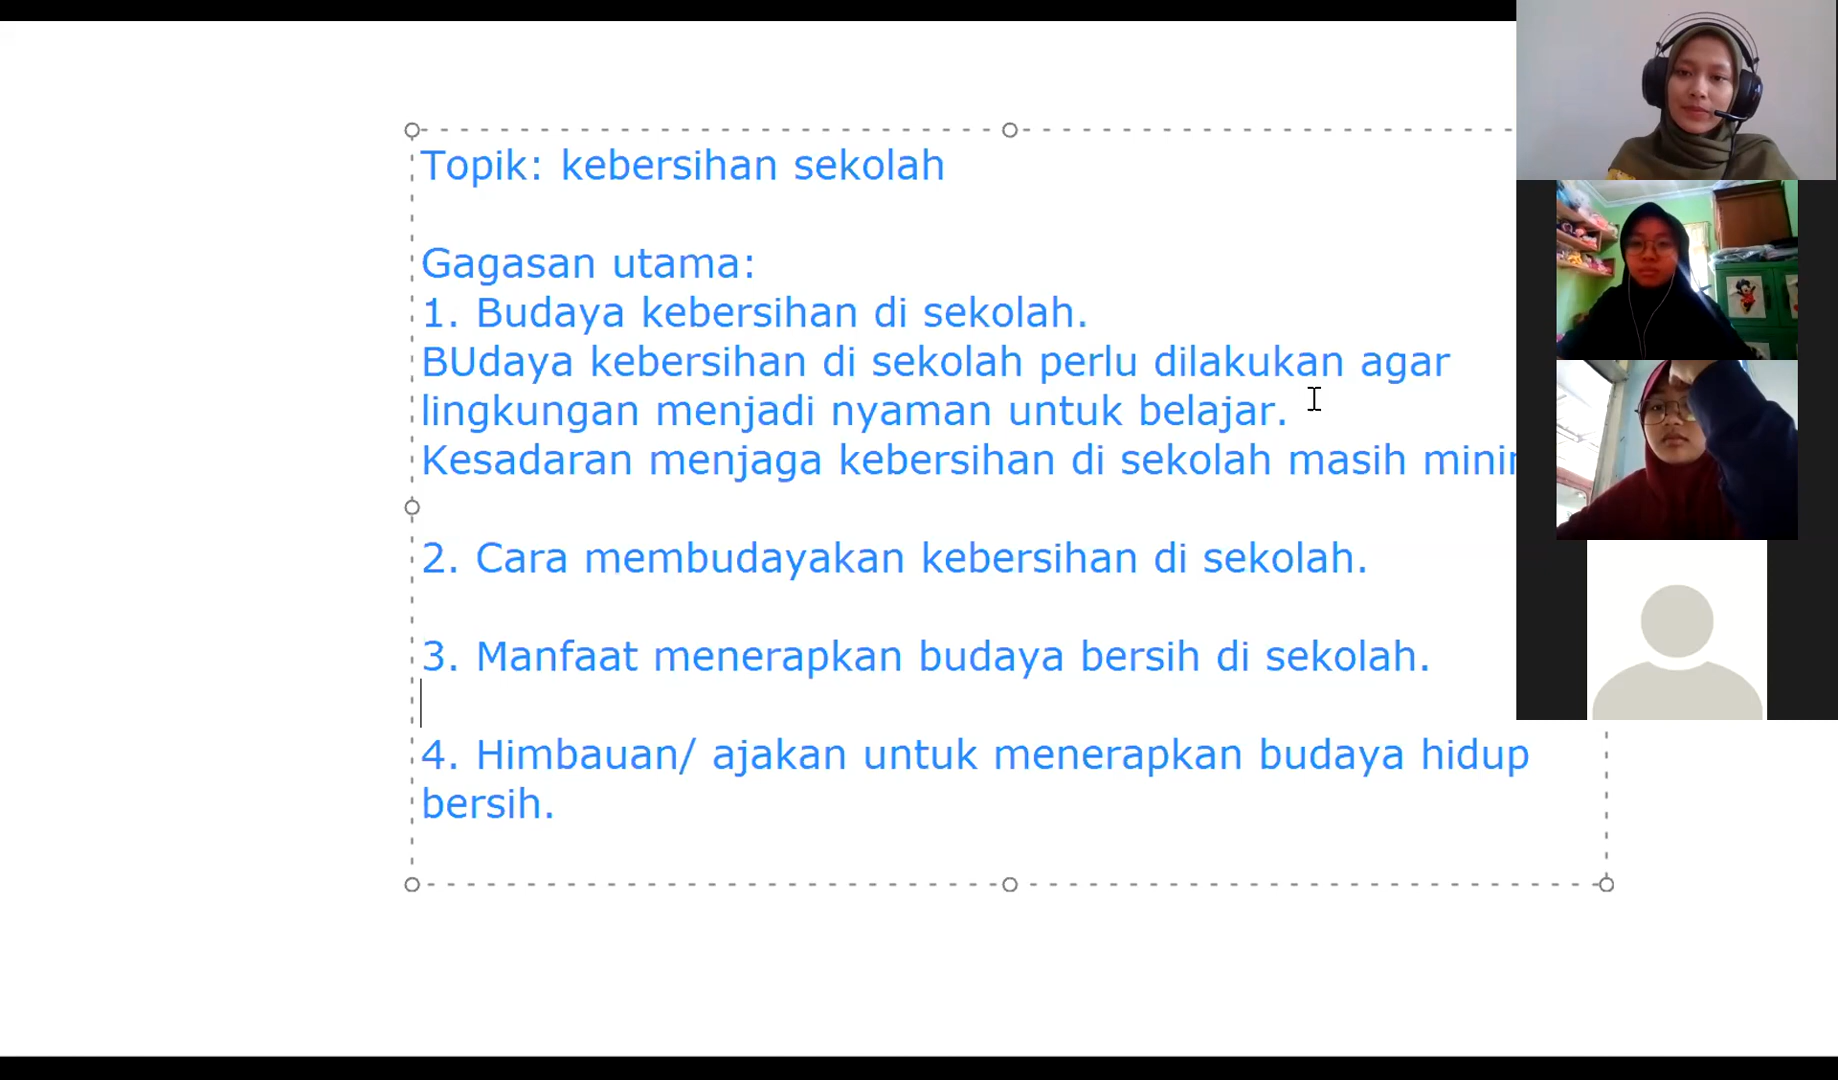 Topik: kebersihan sekolah
Gagasan utama:
1. Budaya kebersihan di sekolah.
BUdaya kebersihan di sekolah perlu dilakukan agar
lingkungan menjadi nyaman untuk belajar.
Kesadaran menjaga kebersihan di sekolah masih
2. Cara membudayakan kebersihan di sekolah.
3. Manfaat menerapkan budaya bersih di sekolah.
4. Himbauan/ ajakan untuk menerapkan budaya hidup
bersih.